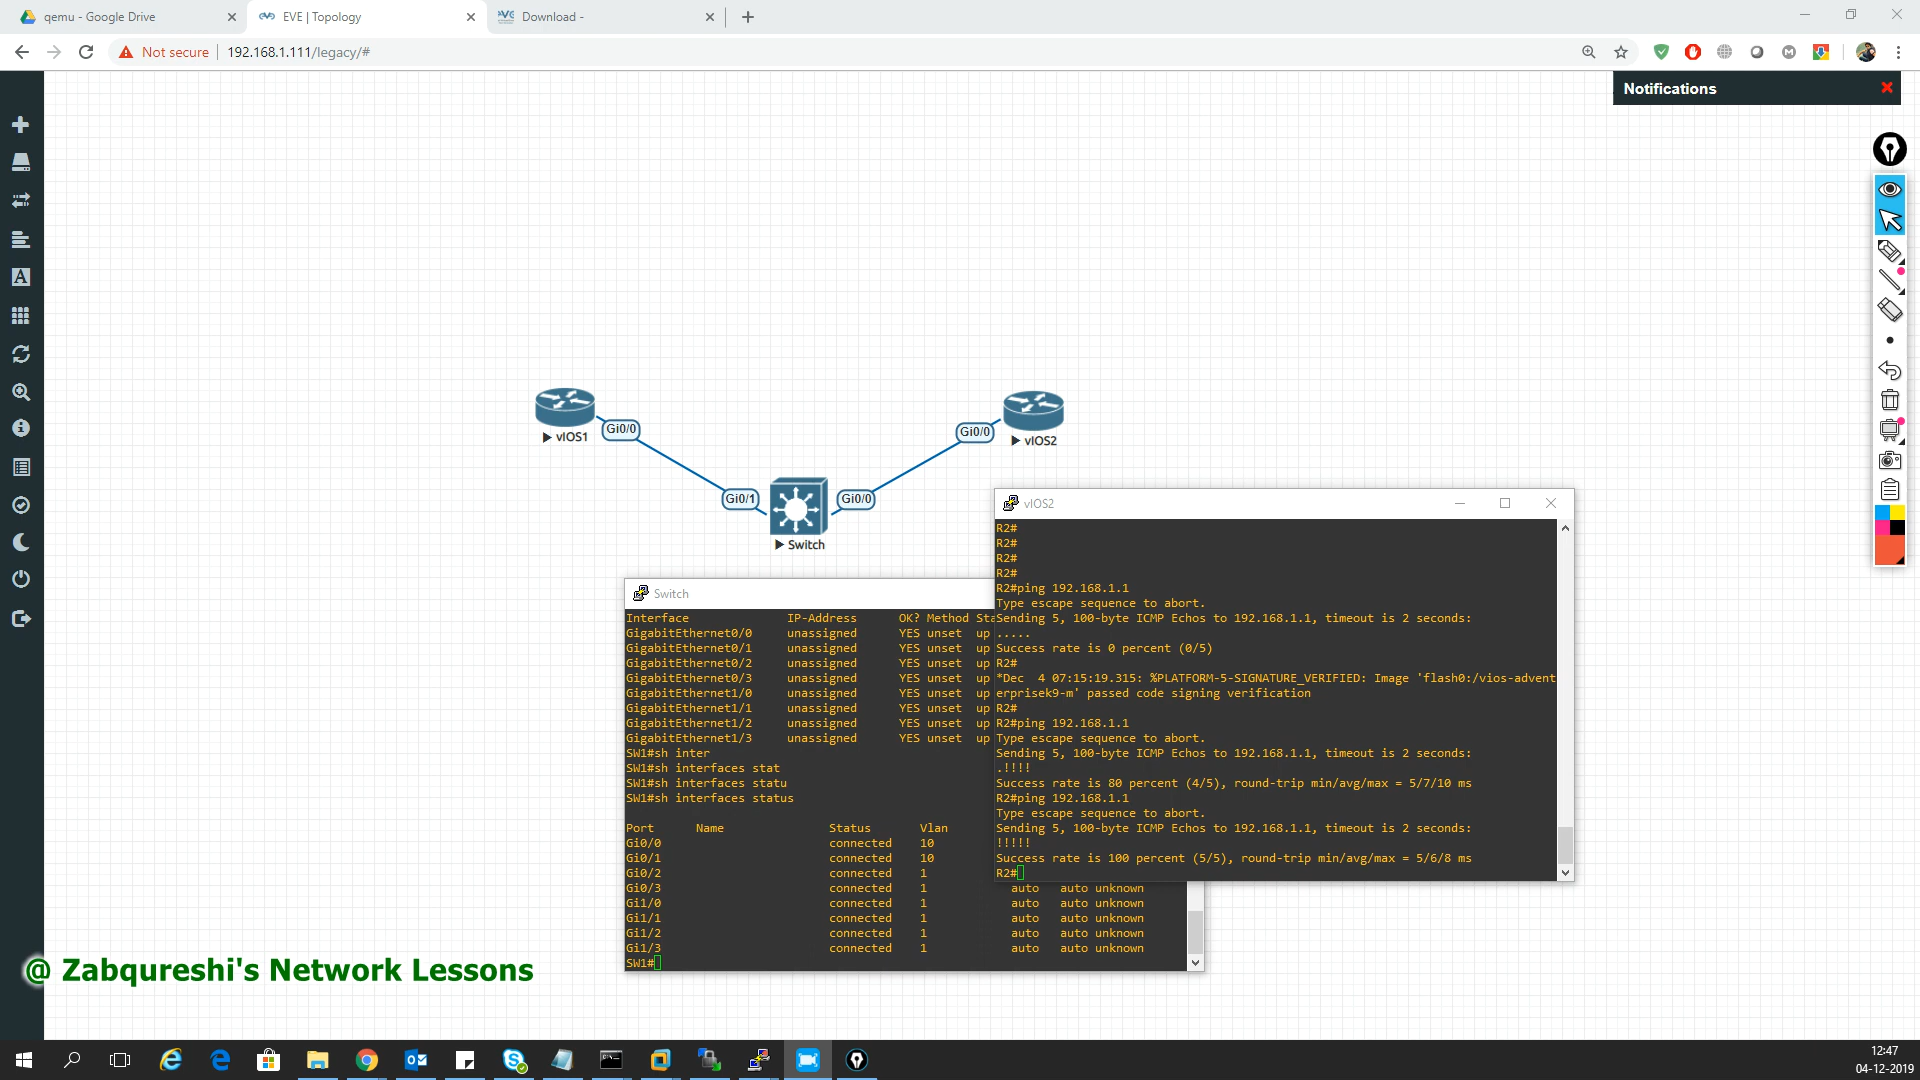 qemu - Google Drive
EVE | Topology
Download -
Not secure
192.168.1.111/legacy/#
Notifications
Gi0/0
vIOS1
Gi0/0
vIOS2
Gi0/1
Gi0/0
Switch
Switch
Interface IP-Address OK? Method Sta
GigabitEthernet0/0 unassigned YES unset up
GigabitEthernet0/1 unassigned YES unset up
GigabitEthernet0/2 unassigned YES unset up
GigabitEthernet0/3 unassigned YES unset up
GigabitEthernet1/0 unassigned YES unset up
GigabitEthernet1/1 unassigned YES unset up
GigabitEthernet1/2 unassigned YES unset up
GigabitEthernet1/3 unassigned YES unset up
SW1#sh inter
SW1#sh interfaces stat
SW1#sh interfaces statu
SW1#sh interfaces status
Port Name Status Vlan
Gi0/0 connected 10
Gi0/1 connected 10
Gi0/2 connected 1
Gi0/3 connected 1 auto auto unknown
Gi1/0 connected 1 auto auto unknown
Gi1/1 connected 1 auto auto unknown
Gi1/2 connected 1 auto auto unknown
Gi1/3 connected 1 auto auto unknown
SW1#
vIOS2
R2#
R2#
R2#
R2#
R2#ping 192.168.1.1
Type escape sequence to abort.
Sending 5, 100-byte ICMP Echos to 192.168.1.1, timeout is 2 seconds:
.....
Success rate is 0 percent (0/5)
R2#
*Dec  4 07:15:19.315: %PLATFORM-5-SIGNATURE_VERIFIED: Image 'flash0:/vios-advent
erprisek9-m' passed code signing verification
R2#
R2#ping 192.168.1.1
Type escape sequence to abort.
Sending 5, 100-byte ICMP Echos to 192.168.1.1, timeout is 2 seconds:
.!!!!
Success rate is 80 percent (4/5), round-trip min/avg/max = 5/7/10 ms
R2#ping 192.168.1.1
Type escape sequence to abort.
Sending 5, 100-byte ICMP Echos to 192.168.1.1, timeout is 2 seconds:
!!!!!
Success rate is 100 percent (5/5), round-trip min/avg/max = 5/6/8 ms
R2#
@ Zabqureshi's Network Lessons
12:47
04-12-2019